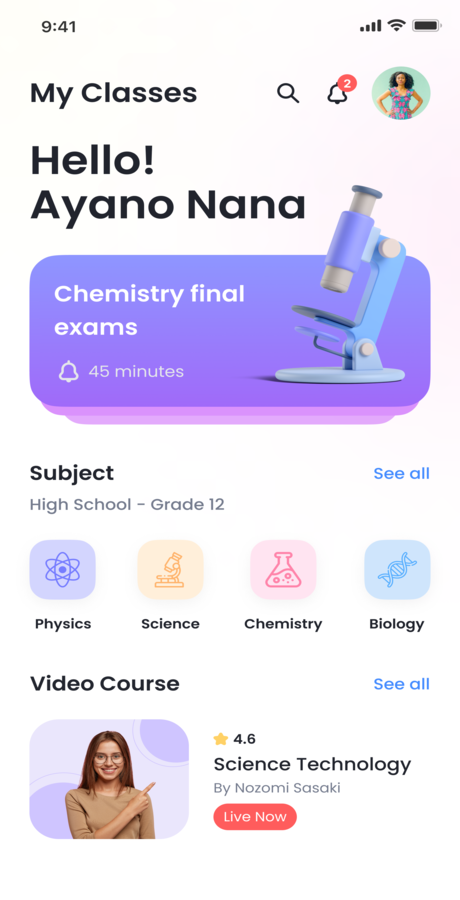 9:41
My Classes
2
Hello!
Ayano Nana
Chemistry final
exams
45 minutes
Subject
See all
High School - Grade 12
Physics
Science
Chemistry
Biology
Video Course
See all
4.6
Science Technology
By Nozomi Sasaki
Live Now